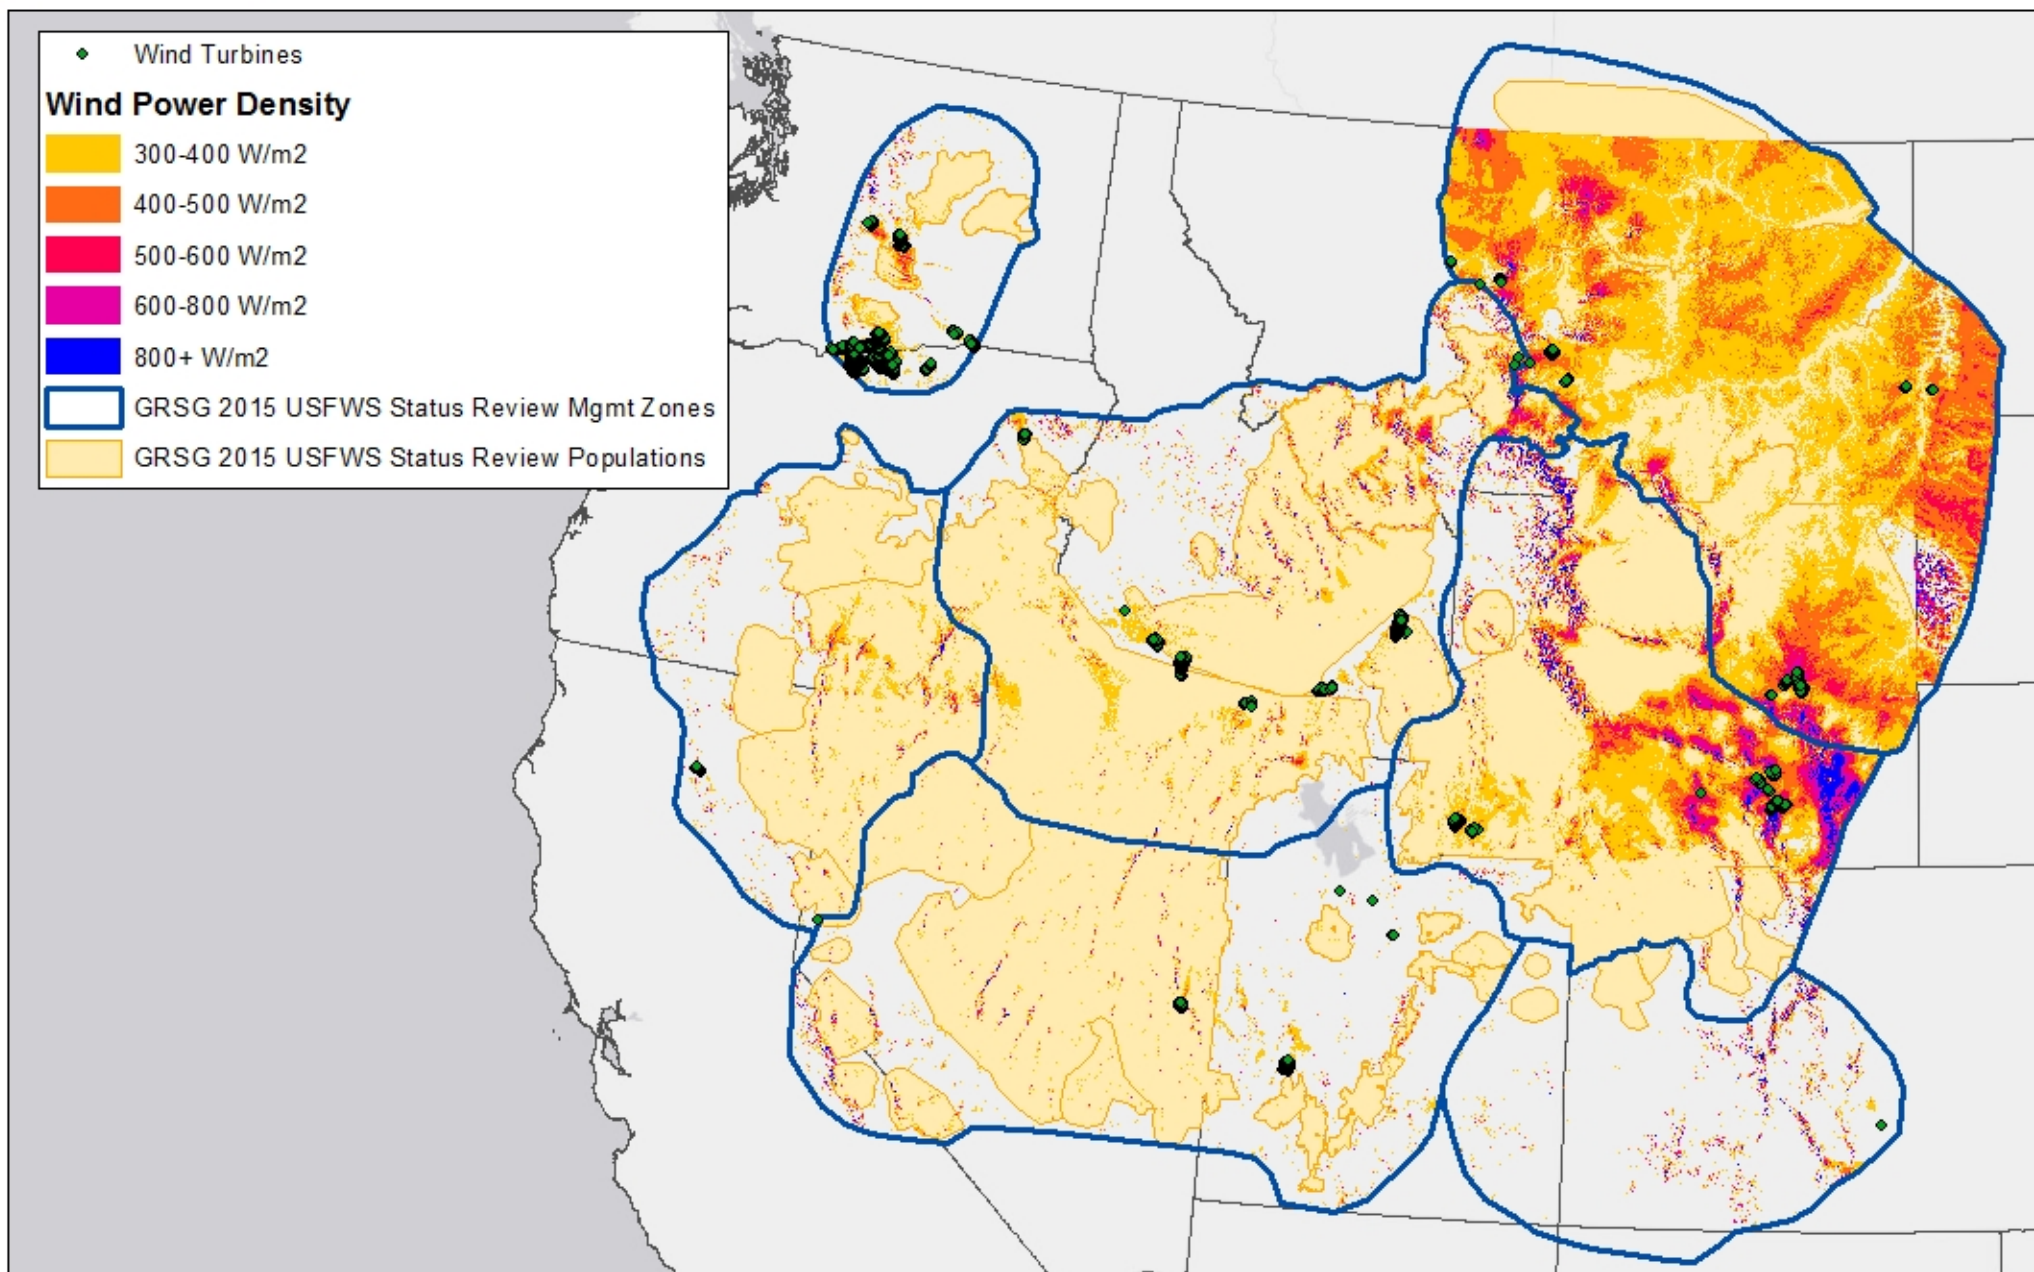 Wind Turbines
Wind Power Density
300-400 W/m2
400-500 W/m2
500-600 W/m2
600-800 W/m2
800+ W/m2
GRSG 2015 USFWS Status Review Mgmt Zones
GRSG 2015 USFWS Status Review Populations